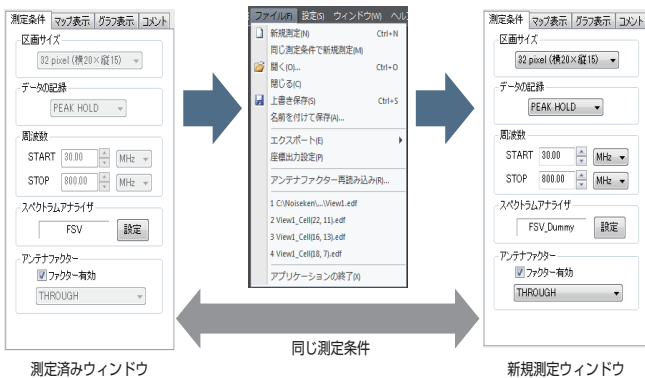 測定条件 マップ表示 グラフ表示 コメント
区画サイズ
32 pixel (横20×縦15)
データの記録
PEAK HOLD
周波数
START 30.00 MHz
STOP 800.00 MHz
スペクトラムアナライザ
FSV 設定
アンテナファクター
ファクター有効
THROUGH
測定済みウィンドウ
ファイル(F) 設定(S) ウィンドウ(W) ヘル
新規測定(N) Ctrl+N
同じ測定条件で新規測定(M)
開く(O)... Ctrl+O
閉じる(C)
上書き保存(S) Ctrl+S
名前を付けて保存(A)...
エクスポート(E)
座標出力設定(P)
アンテナファクター再読み込み(R)...
1 C:\Noiseken\...\View1.edf
2 View1_Cell(22, 11).edf
3 View1_Cell(16, 13).edf
4 View1_Cell(18, 7).edf
アプリケーションの終了(X)
同じ測定条件
測定条件 マップ表示 グラフ表示 コメント
区画サイズ
32 pixel (横20×縦15)
データの記録
PEAK HOLD
周波数
START 30.00 MHz
STOP 800.00 MHz
スペクトラムアナライザ
FSV_Dummy 設定
アンテナファクター
ファクター有効
THROUGH
新規測定ウィンドウ